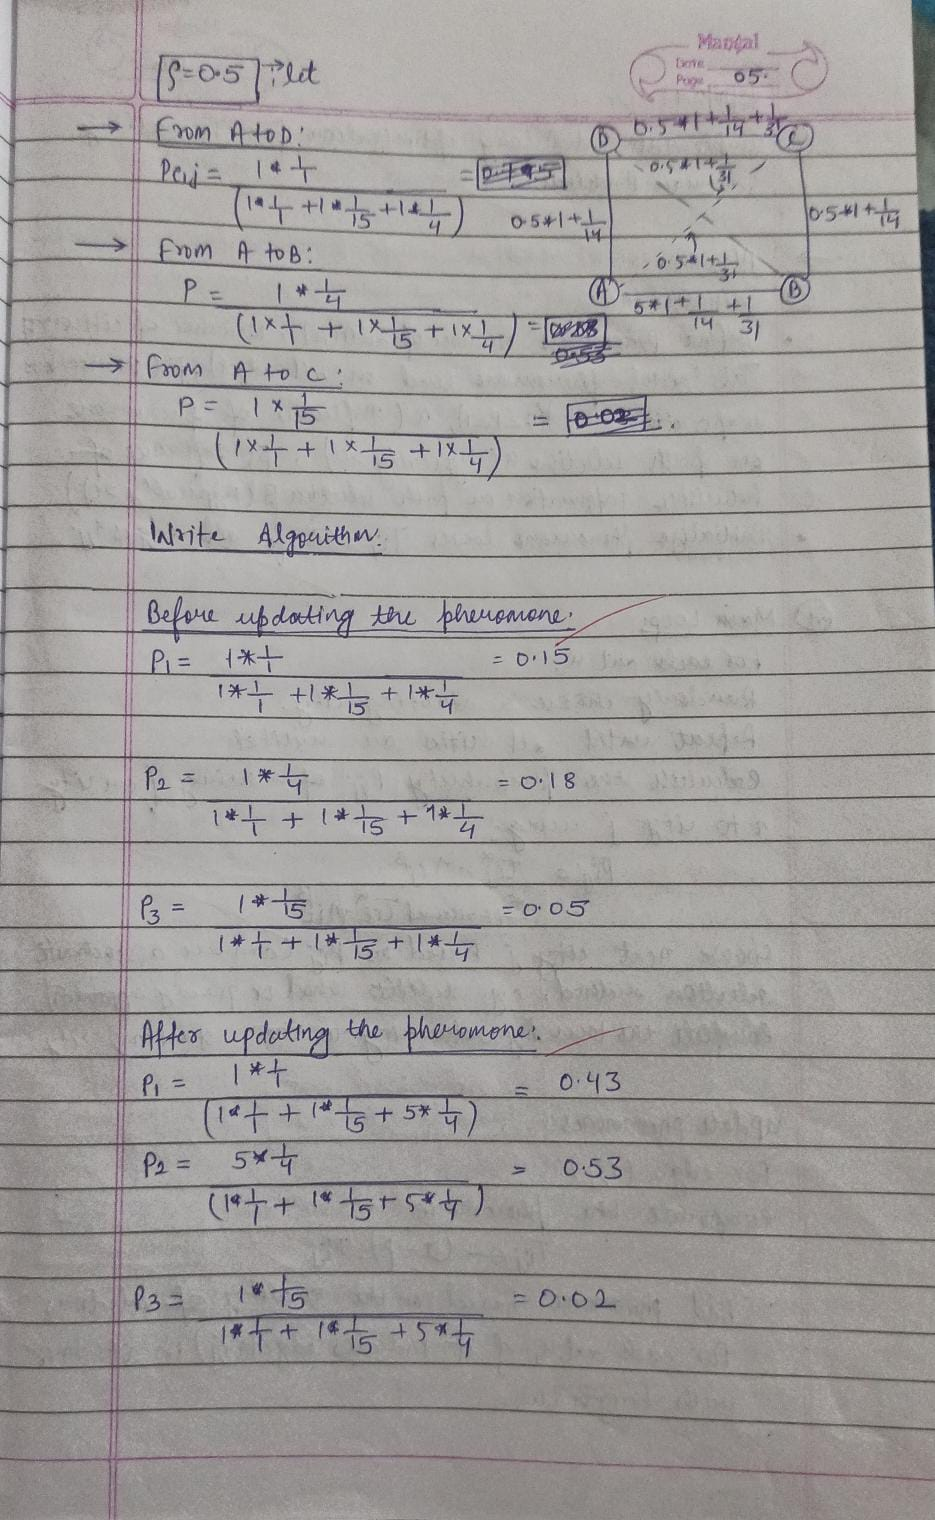 Mangal
Date
Page 05.
ρ=0.5 ; let
→ From A to D:
Pcij = 1*1/1 / (1*1/1 + 1*1/15 + 1*1/4) =
→ From A to B:
P = 1*1/4 / (1×1/1 + 1×1/15 + 1×1/4) =
→ From A to C:
P = 1×1/15 / (1×1/1 + 1×1/15 + 1×1/4) =
D 0.5*1+1/14+1/31 C
0.5*1+1/31
0.5*1+1/14
0.5*1+1/14
0.5*1+1/31
A B
5*1+1/14+1/31
Write Algorithm.
Before updating the pheromone:
P1 = 1*1/1 / 1*1/1 + 1*1/15 + 1*1/4 = 0.15
P2 = 1*1/4 / 1*1/1 + 1*1/15 + 1*1/4 = 0.18
P3 = 1*1/15 / 1*1/1 + 1*1/15 + 1*1/4 = 0.05
After updating the pheromone:
P1 = 1*1/1 / (1*1/1 + 1*1/15 + 5*1/4) = 0.43
P2 = 5*1/4 / (1*1/1 + 1*1/15 + 5*1/4) = 0.53
P3 = 1*1/15 / 1*1/1 + 1*1/15 + 5*1/4 = 0.02